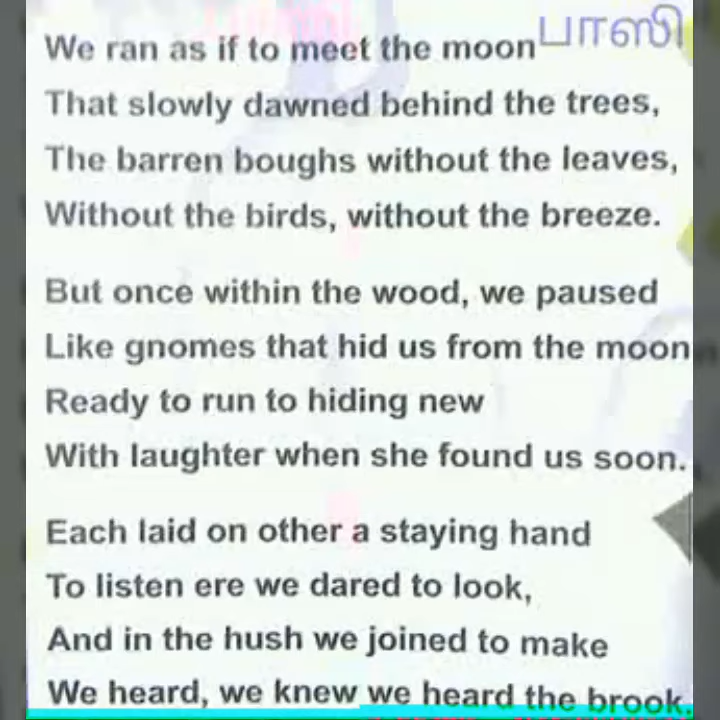 We ran as if to meet the moon பாஸி
That slowly dawned behind the trees,
The barren boughs without the leaves,
Without the birds, without the breeze.
But once within the wood, we paused
Like gnomes that hid us from the moon
Ready to run to hiding new
With laughter when she found us soon.
Each laid on other a staying hand
To listen ere we dared to look,
And in the hush we joined to make
We heard, we knew we heard the brook.